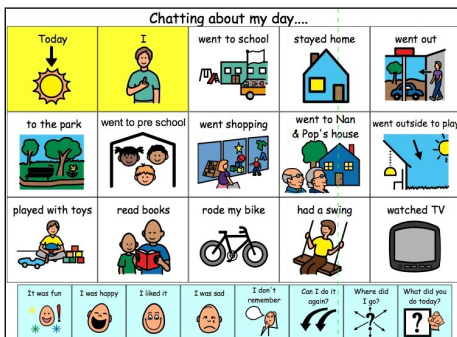 Chatting about my day....
Today
I
went to school
stayed home
went out
to the park
went to pre school
went shopping
went to Nan
& Pop's house
went outside to play
played with toys
read books
rode my bike
had a swing
watched TV
It was fun
I was happy
I liked it
I was sad
I don't
remember
Can I do it
again?
Where did
I go?
What did you
do today?